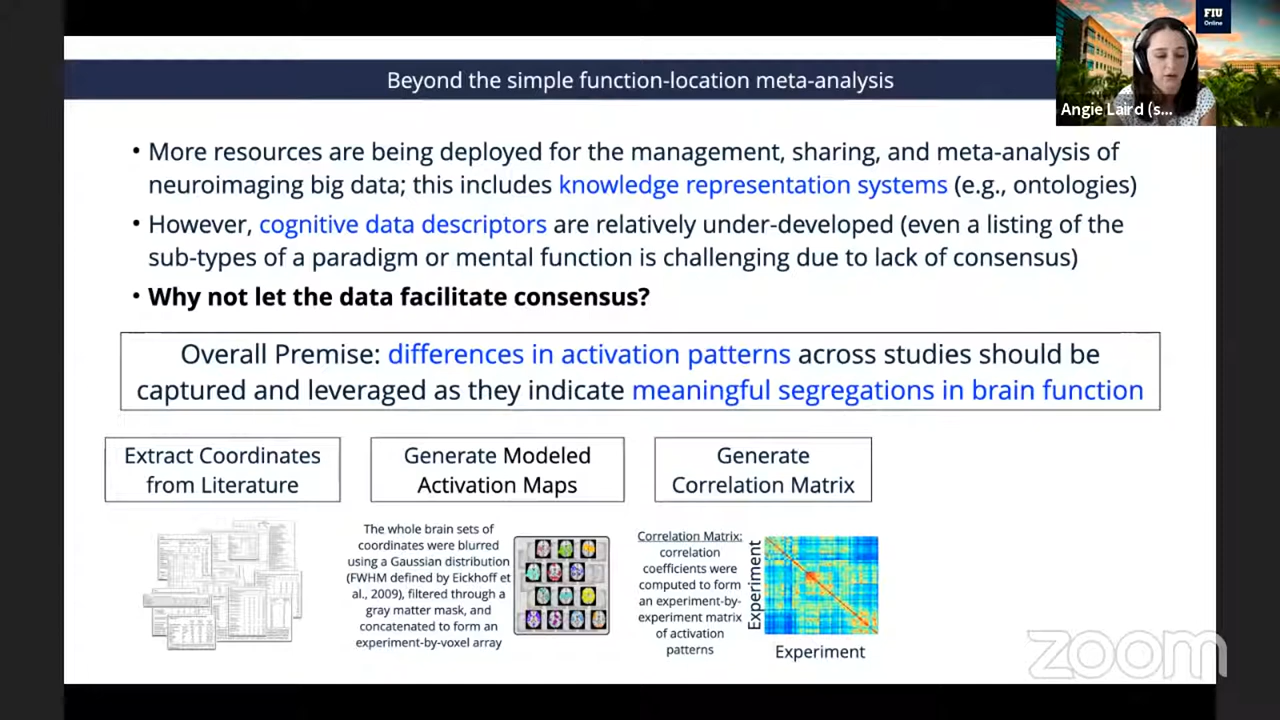 FIU
Online
Angie Laird (s...
Beyond the simple function-location meta-analysis
• More resources are being deployed for the management, sharing, and meta-analysis of
neuroimaging big data; this includes knowledge representation systems (e.g., ontologies)
• However, cognitive data descriptors are relatively under-developed (even a listing of the
sub-types of a paradigm or mental function is challenging due to lack of consensus)
• Why not let the data facilitate consensus?
Overall Premise: differences in activation patterns across studies should be
captured and leveraged as they indicate meaningful segregations in brain function
Extract Coordinates
from Literature
Generate Modeled
Activation Maps
The whole brain sets of
coordinates were blurred
using a Gaussian distribution
(FWHM defined by Eickhoff et
al., 2009), filtered through a
gray matter mask, and
concatenated to form an
experiment-by-voxel array
Generate
Correlation Matrix
Correlation Matrix:
correlation
coefficients were
computed to form
an experiment-by-
experiment matrix
of activation
patterns
Experiment
Experiment
zoom